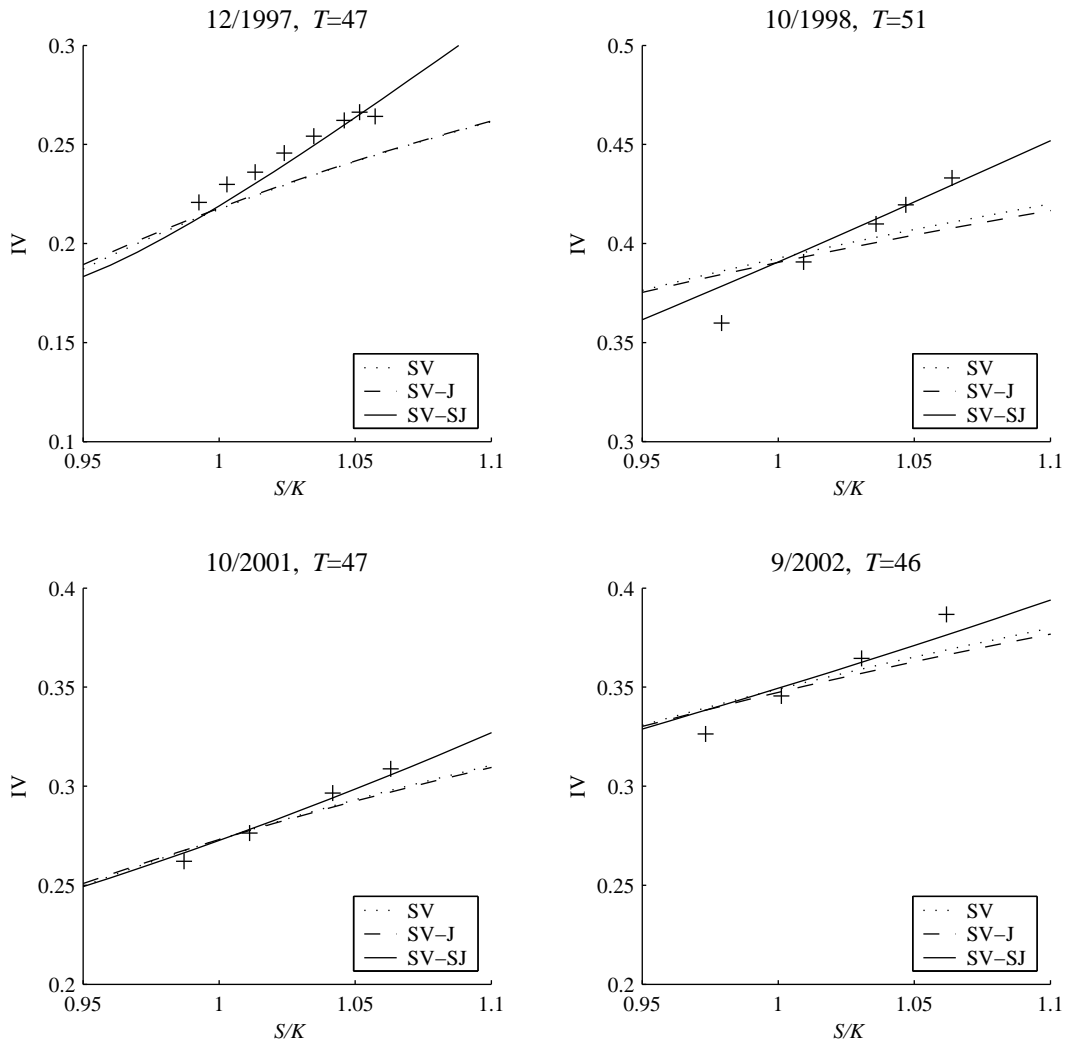 12/1997, T=47
0.3
0.25
0.2
0.15
0.1
IV
0.95 1 1.05 1.1
S/K
SV
SV–J
SV–SJ
10/1998, T=51
0.5
0.45
0.4
0.35
0.3
IV
0.95 1 1.05 1.1
S/K
SV
SV–J
SV–SJ
10/2001, T=47
0.4
0.35
0.3
0.25
0.2
IV
0.95 1 1.05 1.1
S/K
SV
SV–J
SV–SJ
9/2002, T=46
0.4
0.35
0.3
0.25
0.2
IV
0.95 1 1.05 1.1
S/K
SV
SV–J
SV–SJ